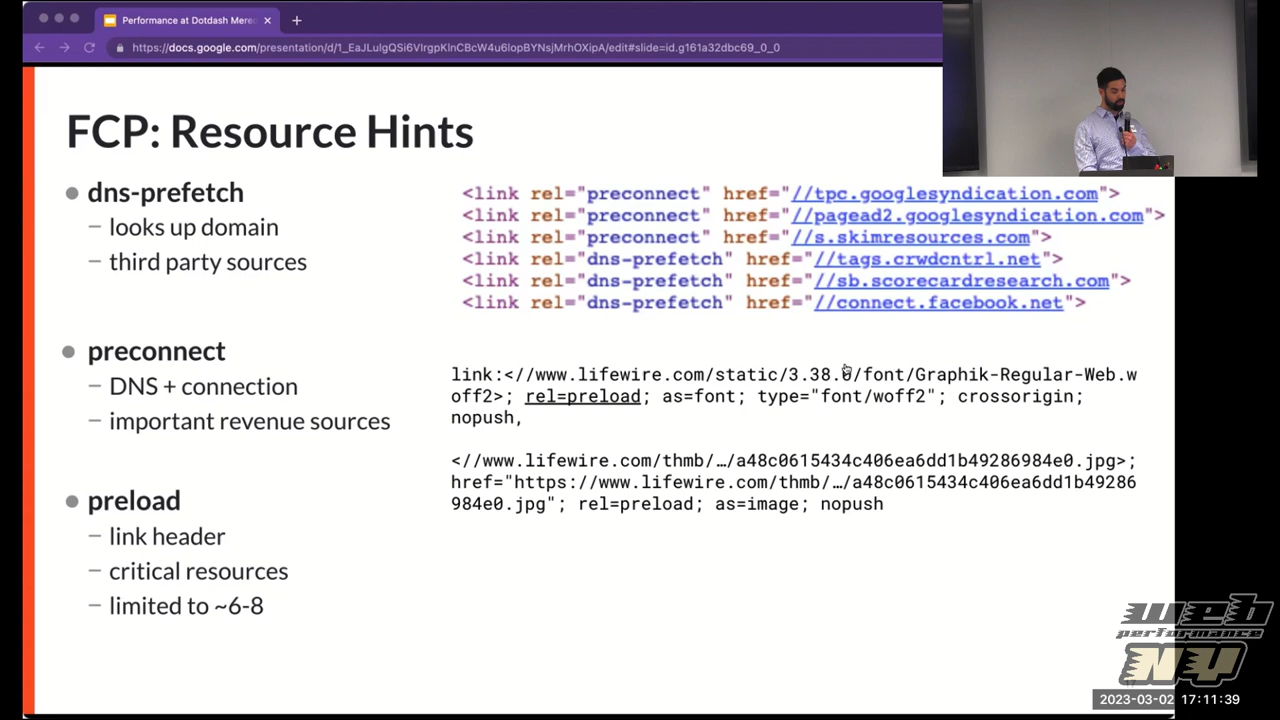 Performance at Dotdash Mere
https://docs.google.com/presentation/d/1_EaJLulgQSi6VIrgpKlnCBcW4u6lopBYNsjMrhOXipA/edit#slide=id.g161a32dbc69_0_0
FCP: Resource Hints
dns-prefetch
looks up domain
third party sources
preconnect
DNS + connection
important revenue sources
preload
link header
critical resources
limited to ~6-8
<link rel="preconnect" href="//tpc.googlesyndication.com">
<link rel="preconnect" href="//pagead2.googlesyndication.com">
<link rel="preconnect" href="//s.skimresources.com">
<link rel="dns-prefetch" href="//tags.crwdcntrl.net">
<link rel="dns-prefetch" href="//sb.scorecardresearch.com">
<link rel="dns-prefetch" href="//connect.facebook.net">
link:<//www.lifewire.com/static/3.38.0/font/Graphik-Regular-Web.w
off2>; rel=preload; as=font; type="font/woff2"; crossorigin;
nopush,
<//www.lifewire.com/thmb/…/a48c0615434c406ea6dd1b49286984e0.jpg>;
href="https://www.lifewire.com/thmb/…/a48c0615434c406ea6dd1b49286
984e0.jpg"; rel=preload; as=image; nopush
web
performance
NY
2023-03-02 17:11:39